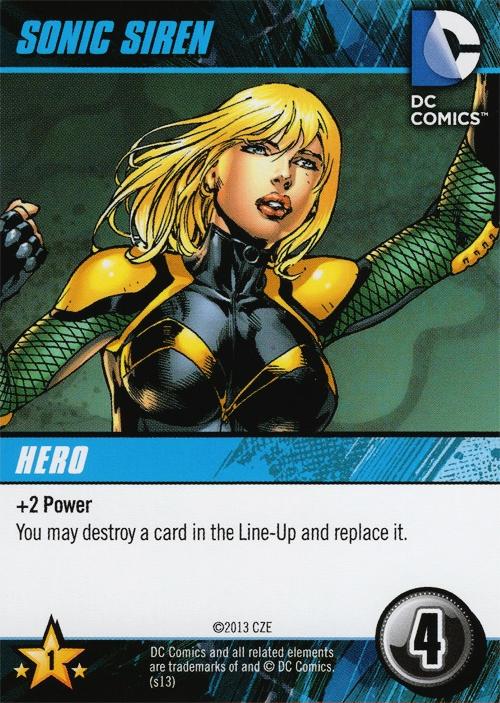 SONIC SIREN
DC
DC
COMICS™
HERO
+2 Power
You may destroy a card in the Line-Up and replace it.
©2013 CZE
1
DC Comics and all related elements
are trademarks of and © DC Comics.
(s13)
4